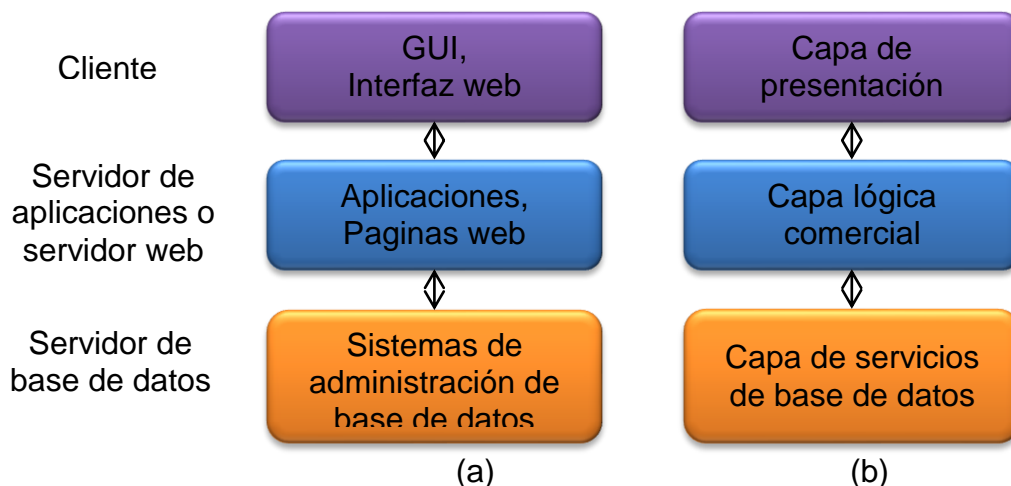 Cliente
GUI,
Interfaz web
Capa de
presentación
Servidor de
aplicaciones o
servidor web
Aplicaciones,
Paginas web
Capa lógica
comercial
Servidor de
base de datos
Sistemas de
administración de
base de datos
Capa de servicios
de base de datos
(a)
(b)